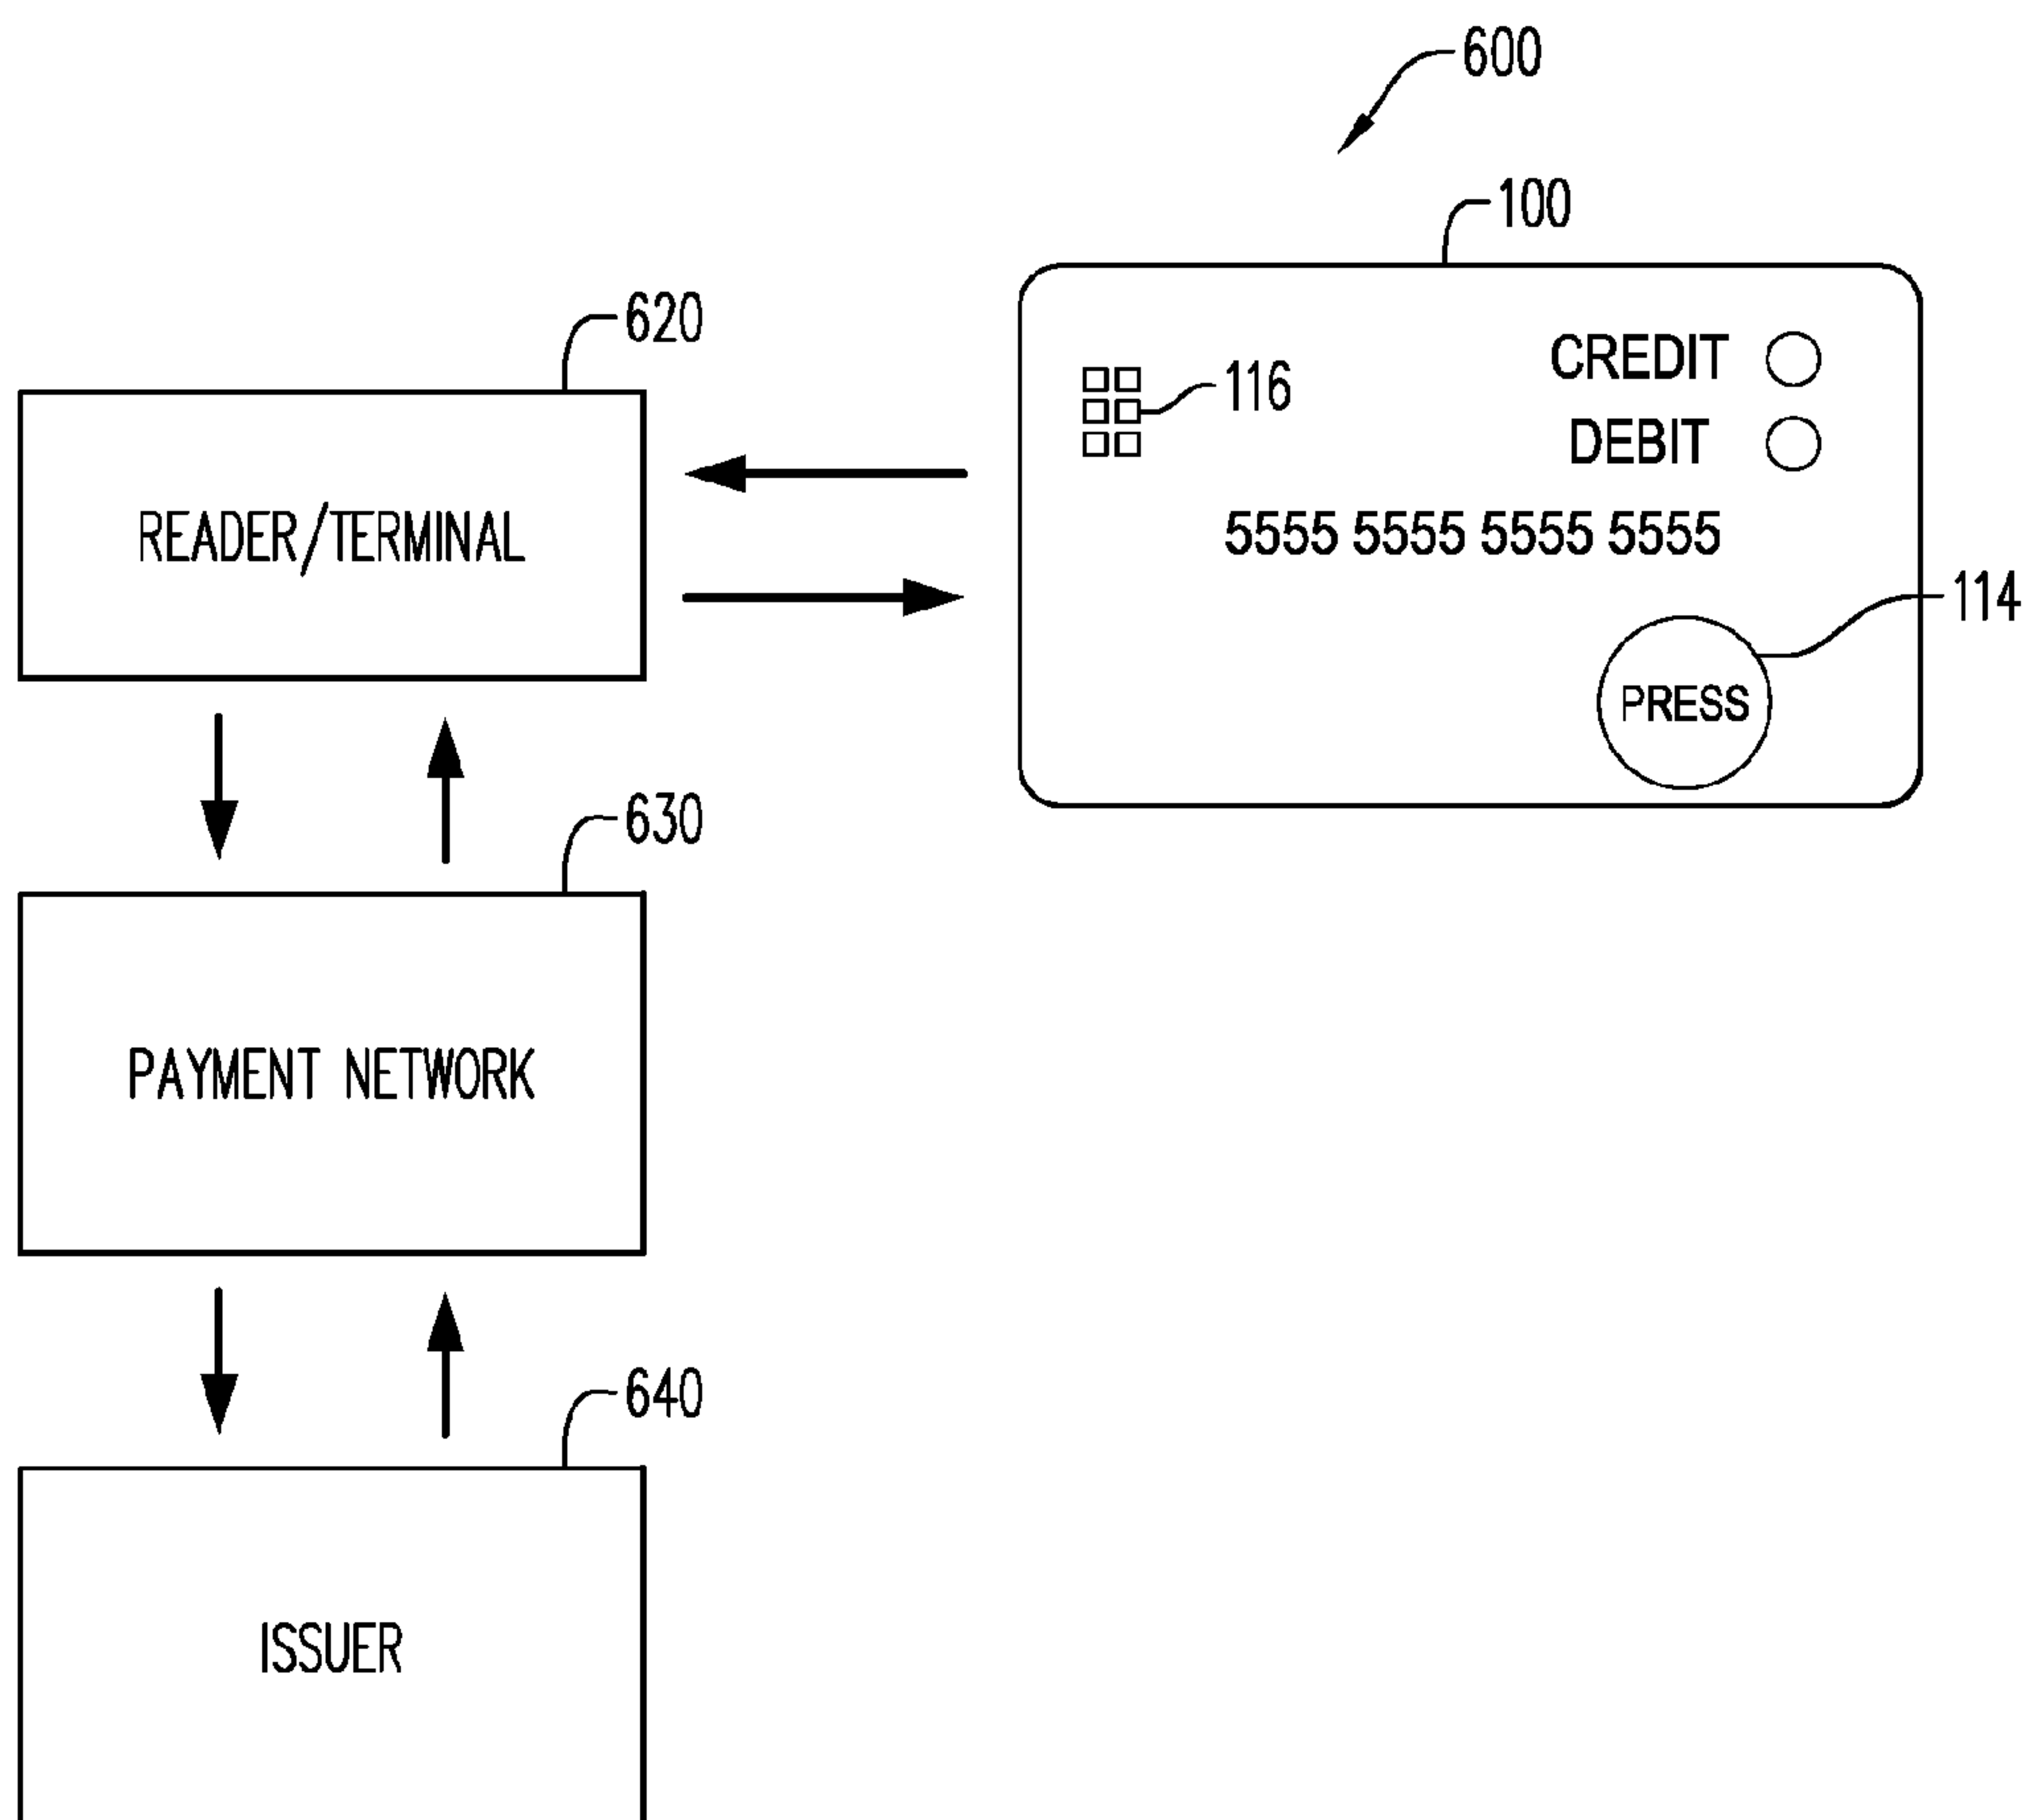 600
100
620
CREDIT
116
DEBIT
READER/TERMINAL
5555 5555 5555 5555
114
PRESS
630
PAYMENT NETWORK
640
ISSUER